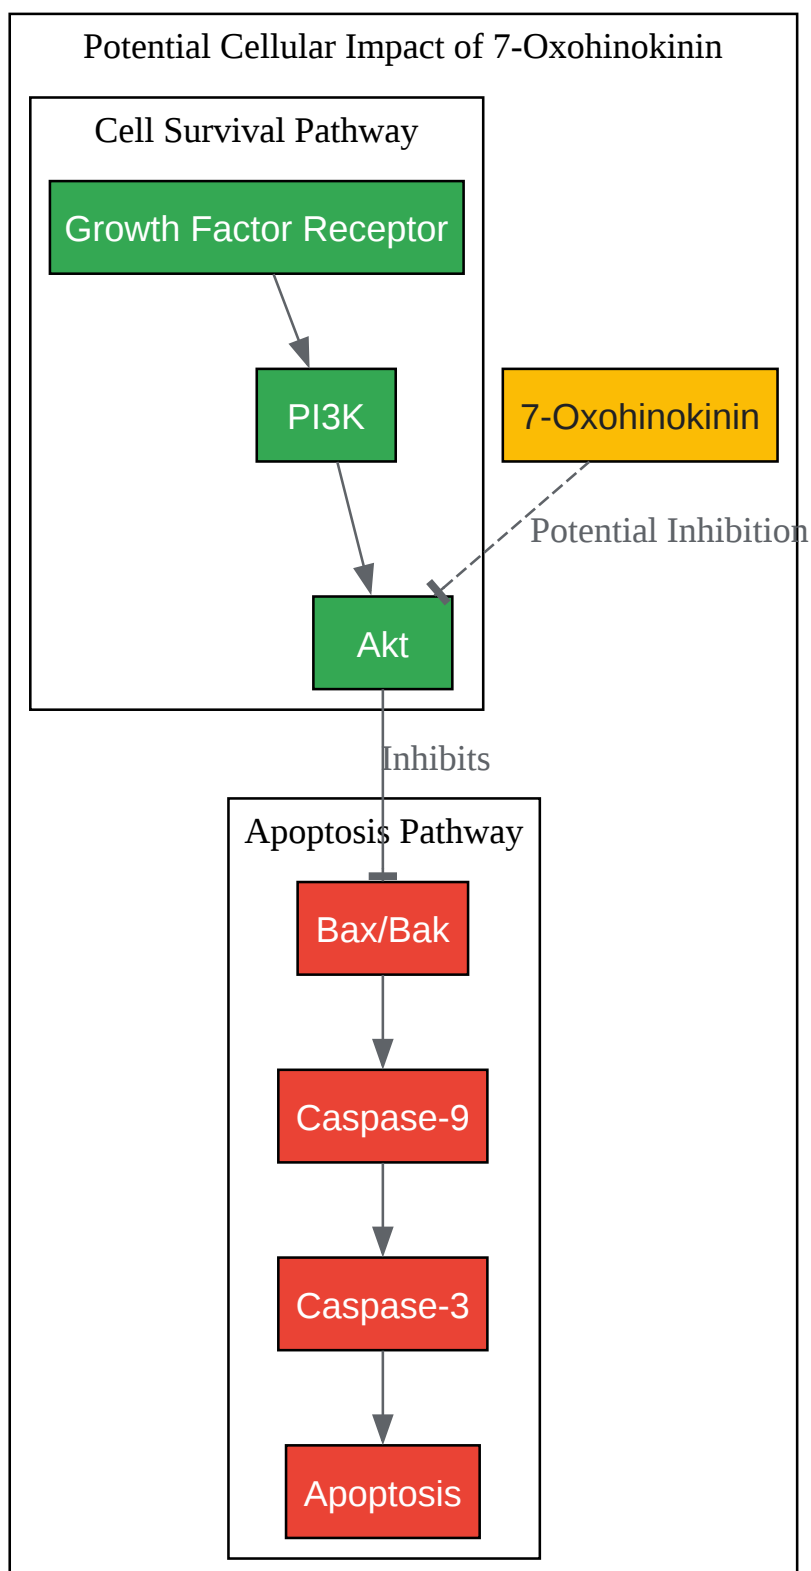 Potential Cellular Impact of 7-Oxohinokinin
Cell Survival Pathway
Growth Factor Receptor
PI3K
7-Oxohinokinin
Potential Inhibition
Akt
Inhibits
Apoptosis Pathway
Bax/Bak
Caspase-9
Caspase-3
Apoptosis